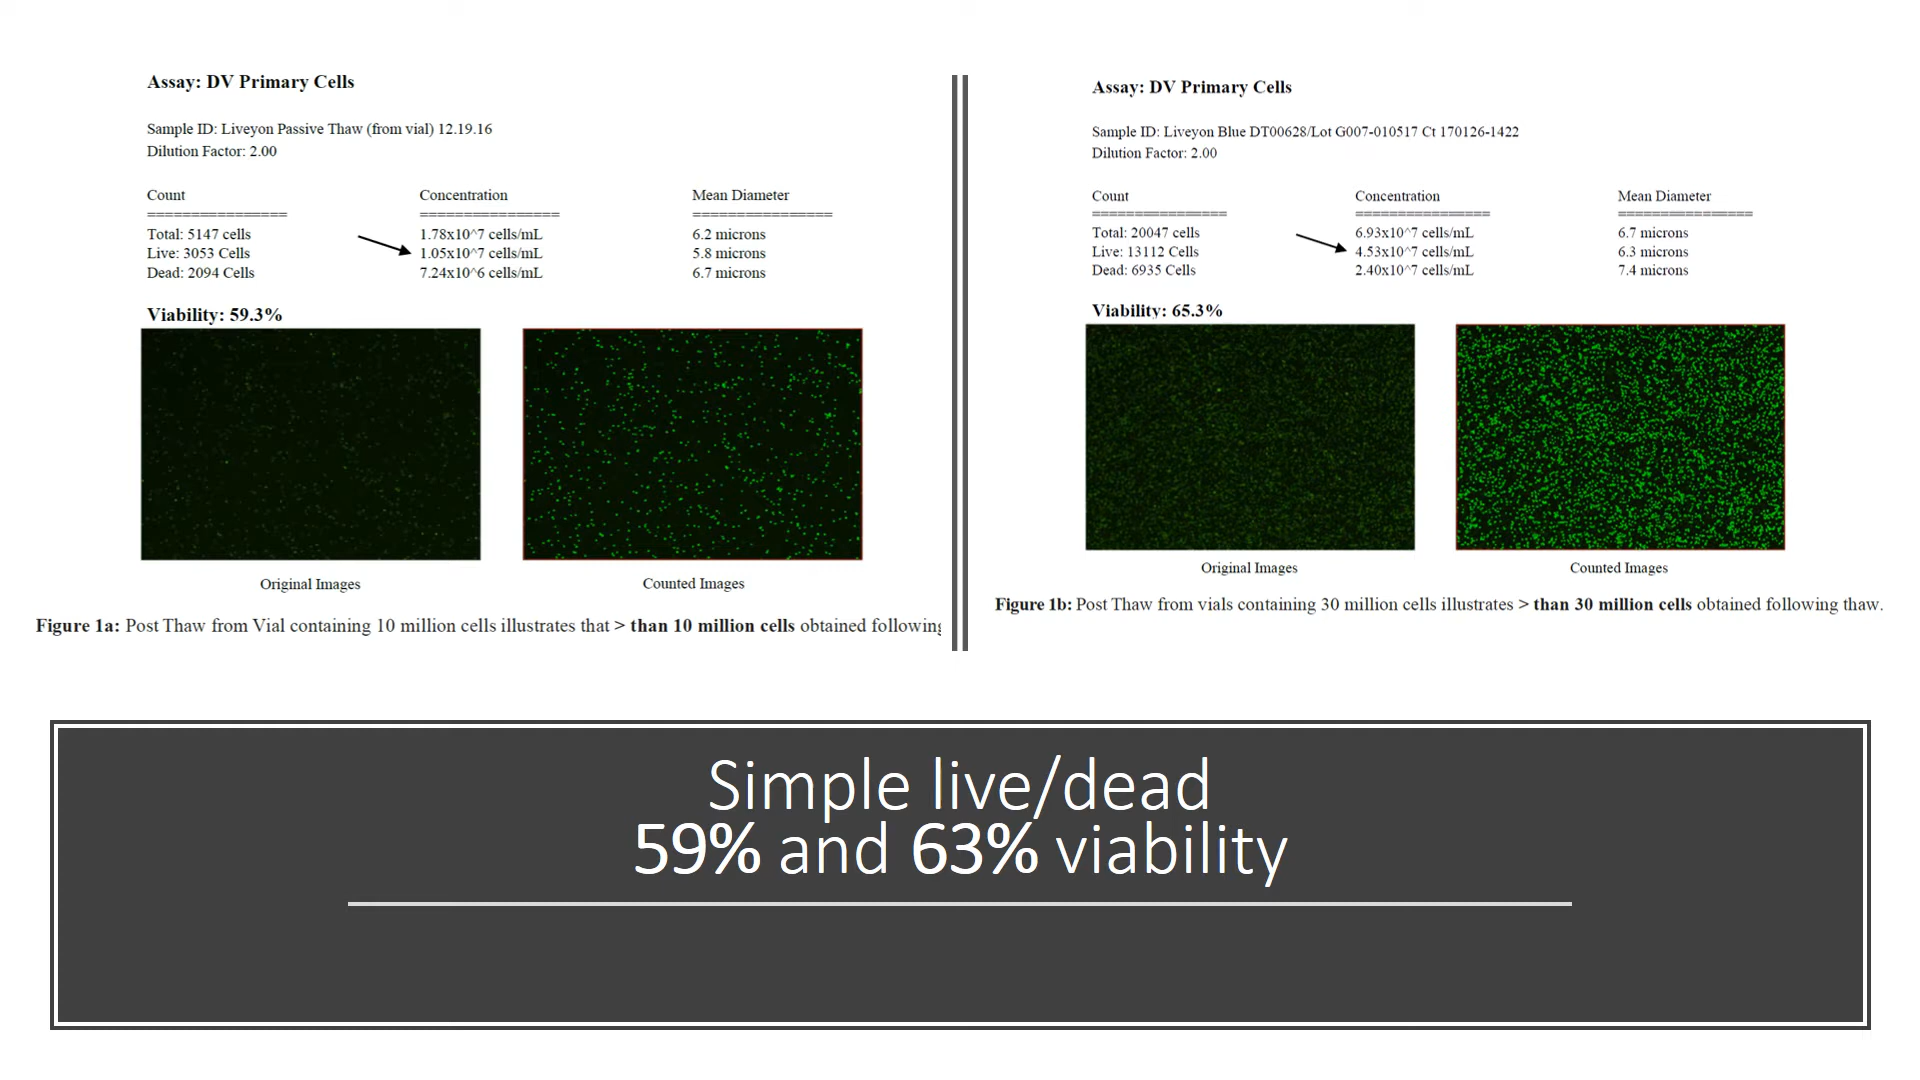 Assay: DV Primary Cells
Sample ID: Liveyon Passive Thaw (from vial) 12.19.16
Dilution Factor: 2.00
Count Concentration Mean Diameter
================ ================ ================
Total: 5147 cells 1.78x10^7 cells/mL 6.2 microns
Live: 3053 Cells 1.05x10^7 cells/mL 5.8 microns
Dead: 2094 Cells 7.24x10^6 cells/mL 6.7 microns
Viability: 59.3%
Original Images Counted Images
Figure 1a: Post Thaw from Vial containing 10 million cells illustrates that > than 10 million cells obtained following
Assay: DV Primary Cells
Sample ID: Liveyon Blue DT00628/Lot G007-010517 Ct 170126-1422
Dilution Factor: 2.00
Count Concentration Mean Diameter
================ ================ ================
Total: 20047 cells 6.93x10^7 cells/mL 6.7 microns
Live: 13112 Cells 4.53x10^7 cells/mL 6.3 microns
Dead: 6935 Cells 2.40x10^7 cells/mL 7.4 microns
Viability: 65.3%
Original Images Counted Images
Figure 1b: Post Thaw from vials containing 30 million cells illustrates > than 30 million cells obtained following thaw.
Simple live/dead
59% and 63% viability